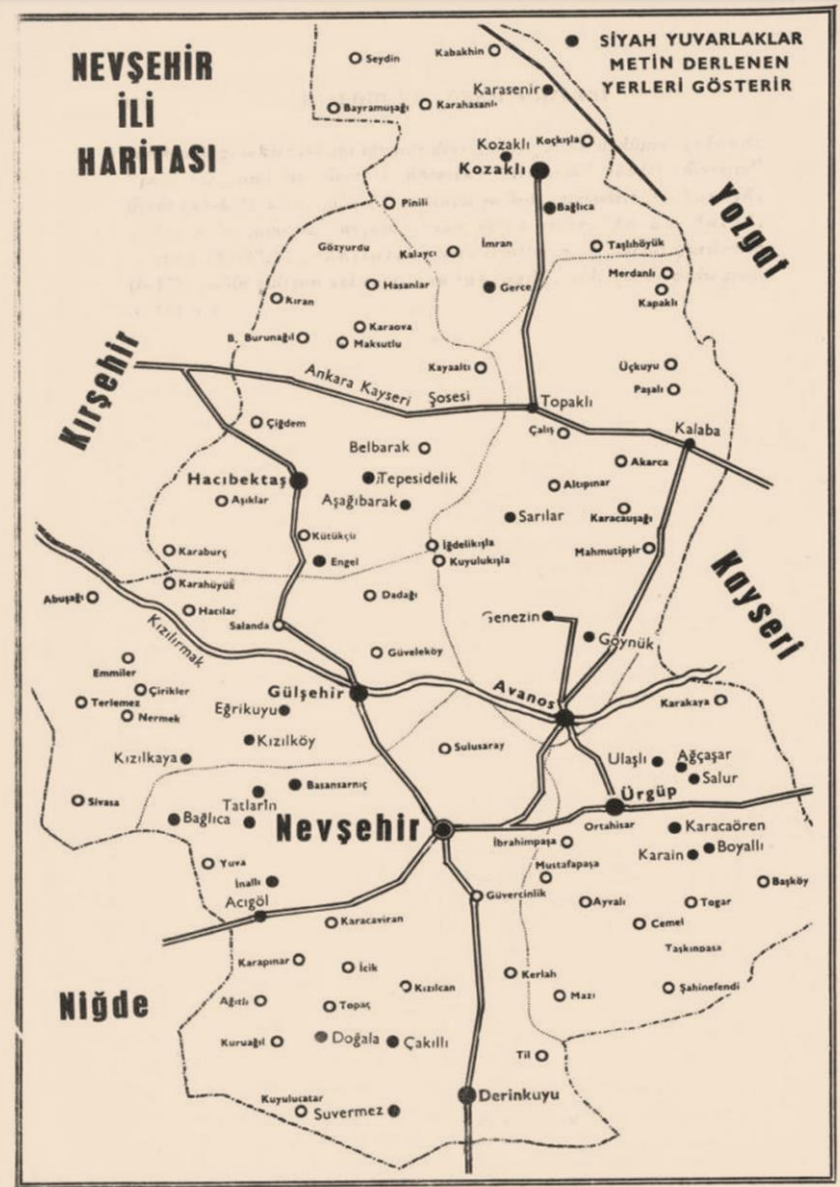 NEVŞEHİR
İLİ
HARİTASI
SİYAH YUVARLAKLAR
METİN DERLENEN
YERLERİ GÖSTERİR
Seydin
Kabakhin
Karasenir
Bayramuşağı
Karahasanlı
Kozaklı
Koçkışla
Kozaklı
Pinili
Bağlıca
Yozgat
Gözyurdu
Kalaycı
İmran
Taşlıhöyük
Merdanlı
Hasanlar
Gerce
Kapaklı
Kıran
Karaova
B. Burunağıl
Maksutlu
Kırşehir
Kayaaltı
Üçkuyu
Ankara Kayseri Şosesi
Paşalı
Topaklı
Çiğdem
Çalış
Kalaba
Belbarak
Akarca
Hacıbektaş
Tepesidelik
Altıpınar
Aşıklar
Aşağıbarak
Sarılar
Karacauşağı
Kütükçü
Karaburç
Engel
İğdelikışla
Kuyulukışla
Mahmutipşir
Kayseri
Karahüyük
Abuşağı
Hacılar
Dadağı
Salanda
Genezin
Göynük
Kızılırmak
Güveleköy
Emmiler
Çirikler
Terlemez
Nermek
Gülşehir
Avanos
Karakaya
Eğrikuyu
Kızılköy
Sulusaray
Kızılkaya
Ulaşlı
Ağçaşar
Salur
Basansarnıç
Sivasa
Tatlarin
Ürgüp
Bağlıca
Nevşehir
Ortahisar
Karacaören
İbrahimpaşa
Boyallı
Karain
Yuva
Mustafapaşa
İnallı
Başköy
Acıgöl
Güvercinlik
Ayvalı
Togar
Karacaviran
Cemel
Taşkınpaşa
Karapınar
İcik
Kerlah
Kızılcan
Şahinefendi
Niğde
Ağıtlı
Topaç
Mazı
Kuruağıl
Doğala
Çakıllı
Til
Kuyulucatar
Suvermez
Derinkuyu